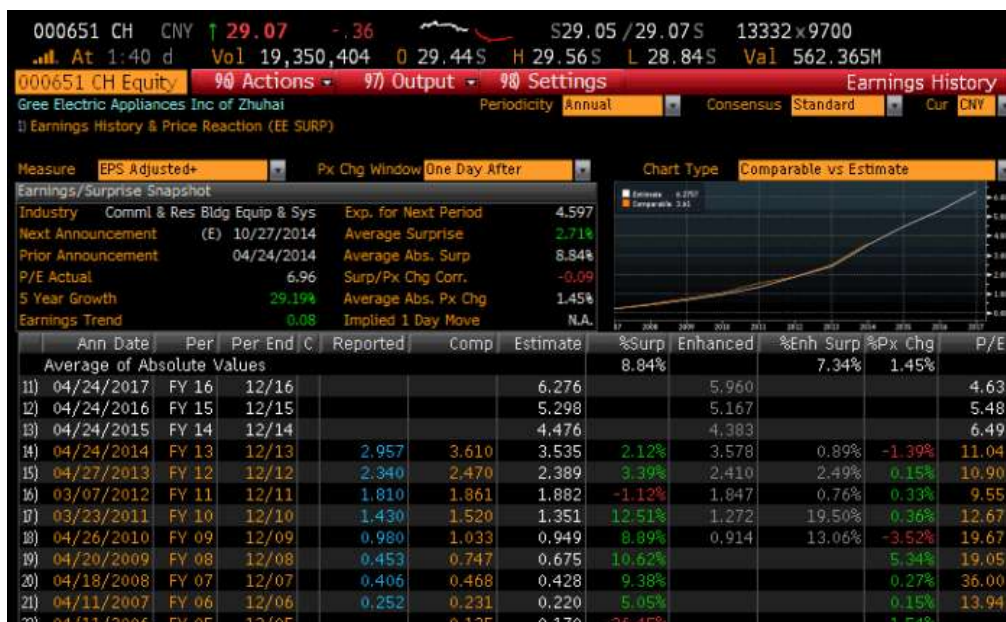 000651 CH CNY ↑ 29.07 -.36 S29.05/29.07S 13332×9700
At 1:40 d Vol 19,350,404 O 29.44S H 29.56S L 28.84S Val 562.365M
000651 CH Equity 96) Actions 97) Output 98) Settings Earnings History
Gree Electric Appliances Inc of Zhuhai Periodicity Annual Consensus Standard Cur CNY
1) Earnings History & Price Reaction (EE SURP)
Measure EPS Adjusted+ Px Chg Window One Day After Chart Type Comparable vs Estimate
Earnings/Surprise Snapshot
Industry Comml & Res Bldg Equip & Sys Exp. for Next Period 4.597
Next Announcement (E) 10/27/2014 Average Surprise 2.71%
Prior Announcement 04/24/2014 Average Abs. Surp 8.84%
P/E Actual 6.96 Surp/Px Chg Corr. -0.09
5 Year Growth 29.19% Average Abs. Px Chg 1.45%
Earnings Trend 0.08 Implied 1 Day Move N.A.
Estimate 6.2757
Comparable 3.61
2008 2009 2010 2011 2012 2013 2014 2015 2016 2017
Ann Date Per Per End C Reported Comp Estimate %Surp Enhanced %Enh Surp %Px Chg P/E
Average of Absolute Values 8.84% 7.34% 1.45%
11) 04/24/2017 FY 16 12/16 6.276 5.960 4.63
12) 04/24/2016 FY 15 12/15 5.298 5.167 5.48
13) 04/24/2015 FY 14 12/14 4.476 4.383 6.49
14) 04/24/2014 FY 13 12/13 2.957 3.610 3.535 2.12% 3.578 0.89% -1.39% 11.04
15) 04/27/2013 FY 12 12/12 2.340 2.470 2.389 3.39% 2.410 2.49% 0.15% 10.90
16) 03/07/2012 FY 11 12/11 1.810 1.861 1.882 -1.12% 1.847 0.76% 0.33% 9.55
17) 03/23/2011 FY 10 12/10 1.430 1.520 1.351 12.51% 1.272 19.50% 0.36% 12.67
18) 04/26/2010 FY 09 12/09 0.980 1.033 0.949 8.89% 0.914 13.06% -3.52% 19.67
19) 04/20/2009 FY 08 12/08 0.453 0.747 0.675 10.62% 5.34% 19.05
20) 04/18/2008 FY 07 12/07 0.406 0.468 0.428 9.38% 0.27% 36.00
21) 04/11/2007 FY 06 12/06 0.252 0.231 0.220 5.05% 0.15% 13.94